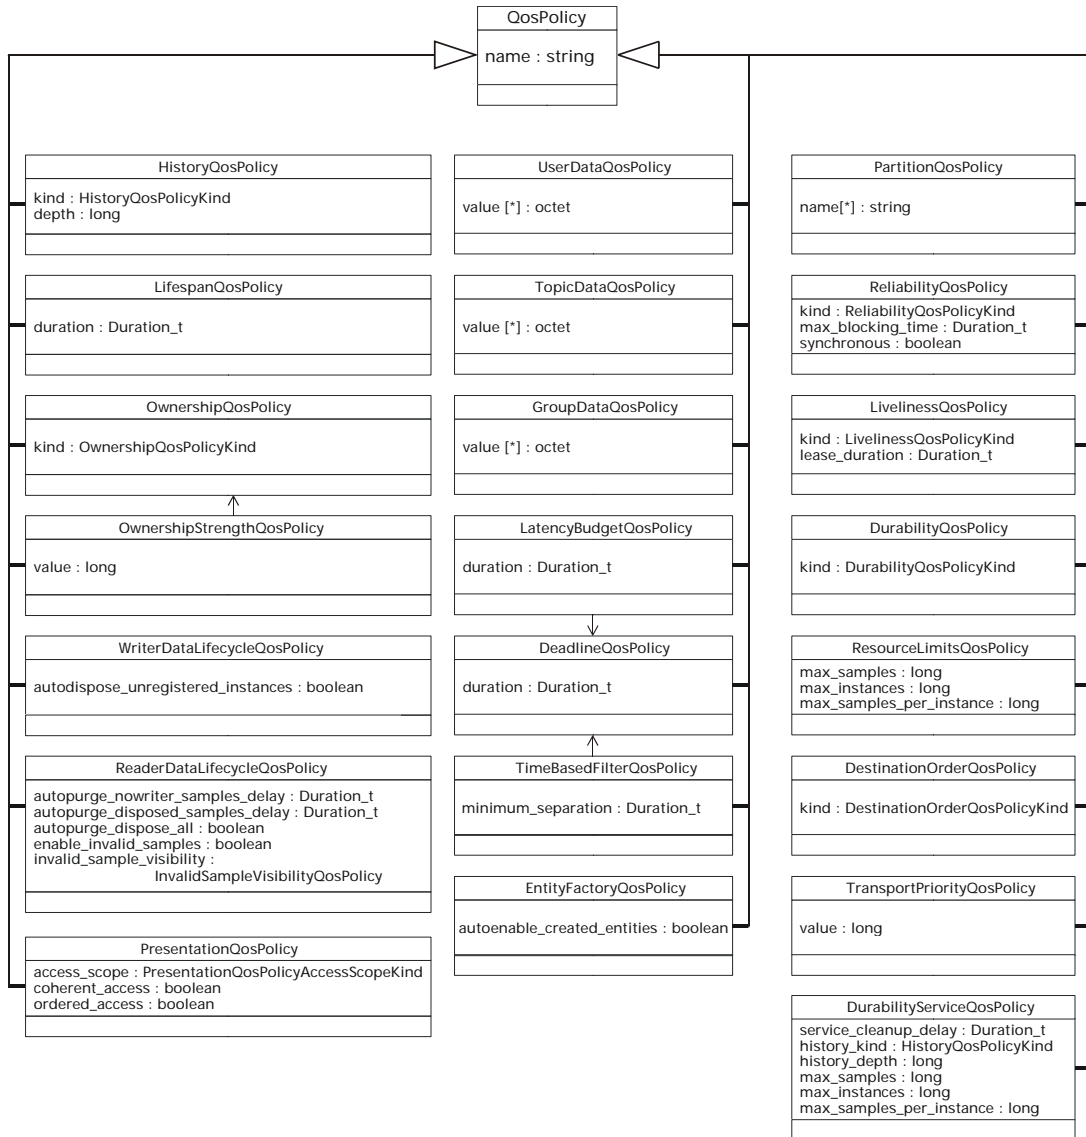 QosPolicy
name : string
HistoryQosPolicy
kind : HistoryQosPolicyKind
depth : long
LifespanQosPolicy
duration : Duration_t
OwnershipQosPolicy
kind : OwnershipQosPolicyKind
OwnershipStrengthQosPolicy
value : long
WriterDataLifecycleQosPolicy
autodispose_unregistered_instances : boolean
ReaderDataLifecycleQosPolicy
autopurge_nowriter_samples_delay : Duration_t
autopurge_disposed_samples_delay : Duration_t
autopurge_dispose_all : boolean
enable_invalid_samples : boolean
invalid_sample_visibility :
InvalidSampleVisibilityQosPolicy
PresentationQosPolicy
access_scope : PresentationQosPolicyAccessScopeKind
coherent_access : boolean
ordered_access : boolean
UserDataQosPolicy
value [*] : octet
TopicDataQosPolicy
value [*] : octet
GroupDataQosPolicy
value [*] : octet
LatencyBudgetQosPolicy
duration : Duration_t
DeadlineQosPolicy
duration : Duration_t
TimeBasedFilterQosPolicy
minimum_separation : Duration_t
EntityFactoryQosPolicy
autoenable_created_entities : boolean
PartitionQosPolicy
name[*] : string
ReliabilityQosPolicy
kind : ReliabilityQosPolicyKind
max_blocking_time : Duration_t
synchronous : boolean
LivelinessQosPolicy
kind : LivelinessQosPolicyKind
lease_duration : Duration_t
DurabilityQosPolicy
kind : DurabilityQosPolicyKind
ResourceLimitsQosPolicy
max_samples : long
max_instances : long
max_samples_per_instance : long
DestinationOrderQosPolicy
kind : DestinationOrderQosPolicyKind
TransportPriorityQosPolicy
value : long
DurabilityServiceQosPolicy
service_cleanup_delay : Duration_t
history_kind : HistoryQosPolicyKind
history_depth : long
max_samples : long
max_instances : long
max_samples_per_instance : long